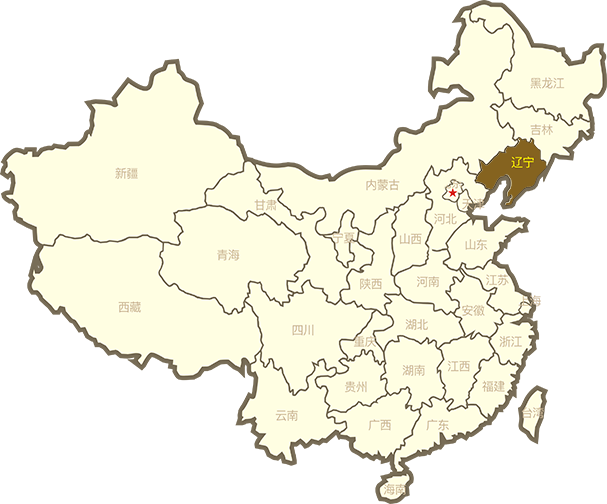 黑龙江
吉林
辽宁
新疆
内蒙古
甘肃
天津
河北
宁夏
山西
山东
青海
陕西
河南
江苏
西藏
上海
安徽
四川
湖北
重庆
浙江
湖南
江西
贵州
福建
云南
台湾
广西
广东
海南